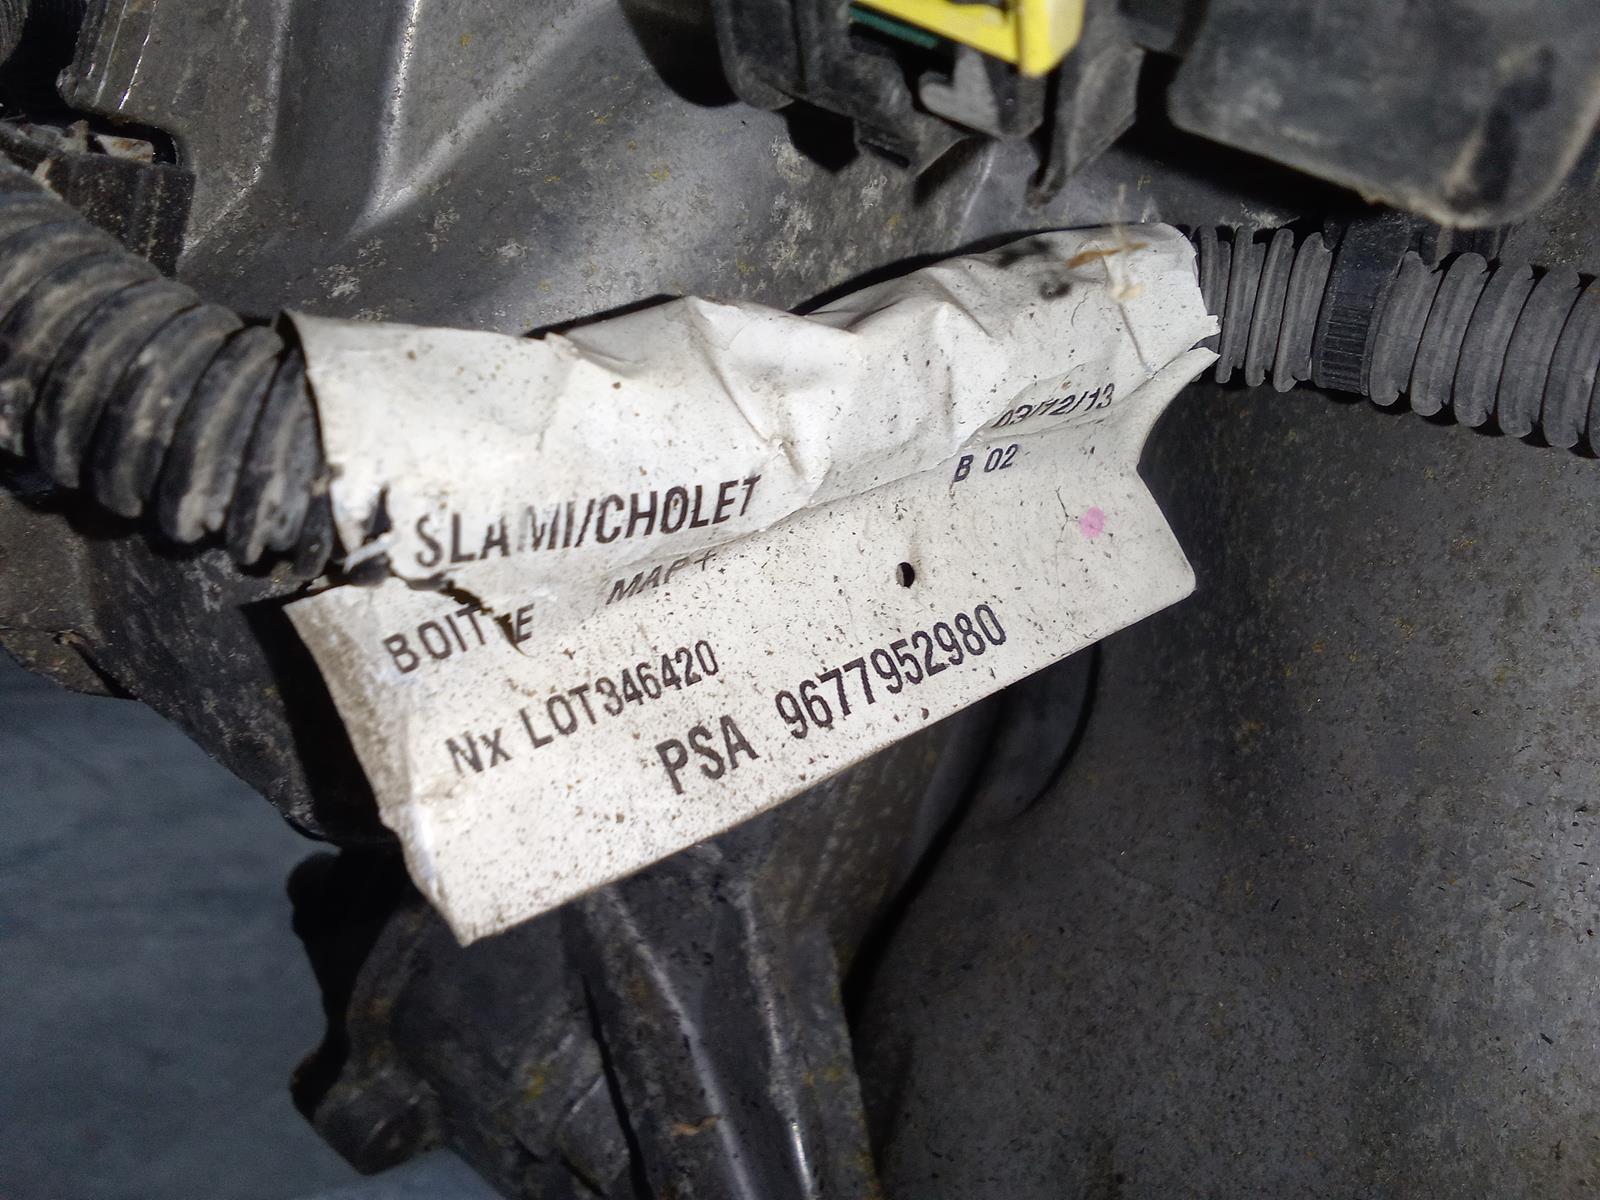 03/12/13
SLAMI/CHOLET
B 02
BOITE MAP+
Nx LOT346420
PSA 9677952980